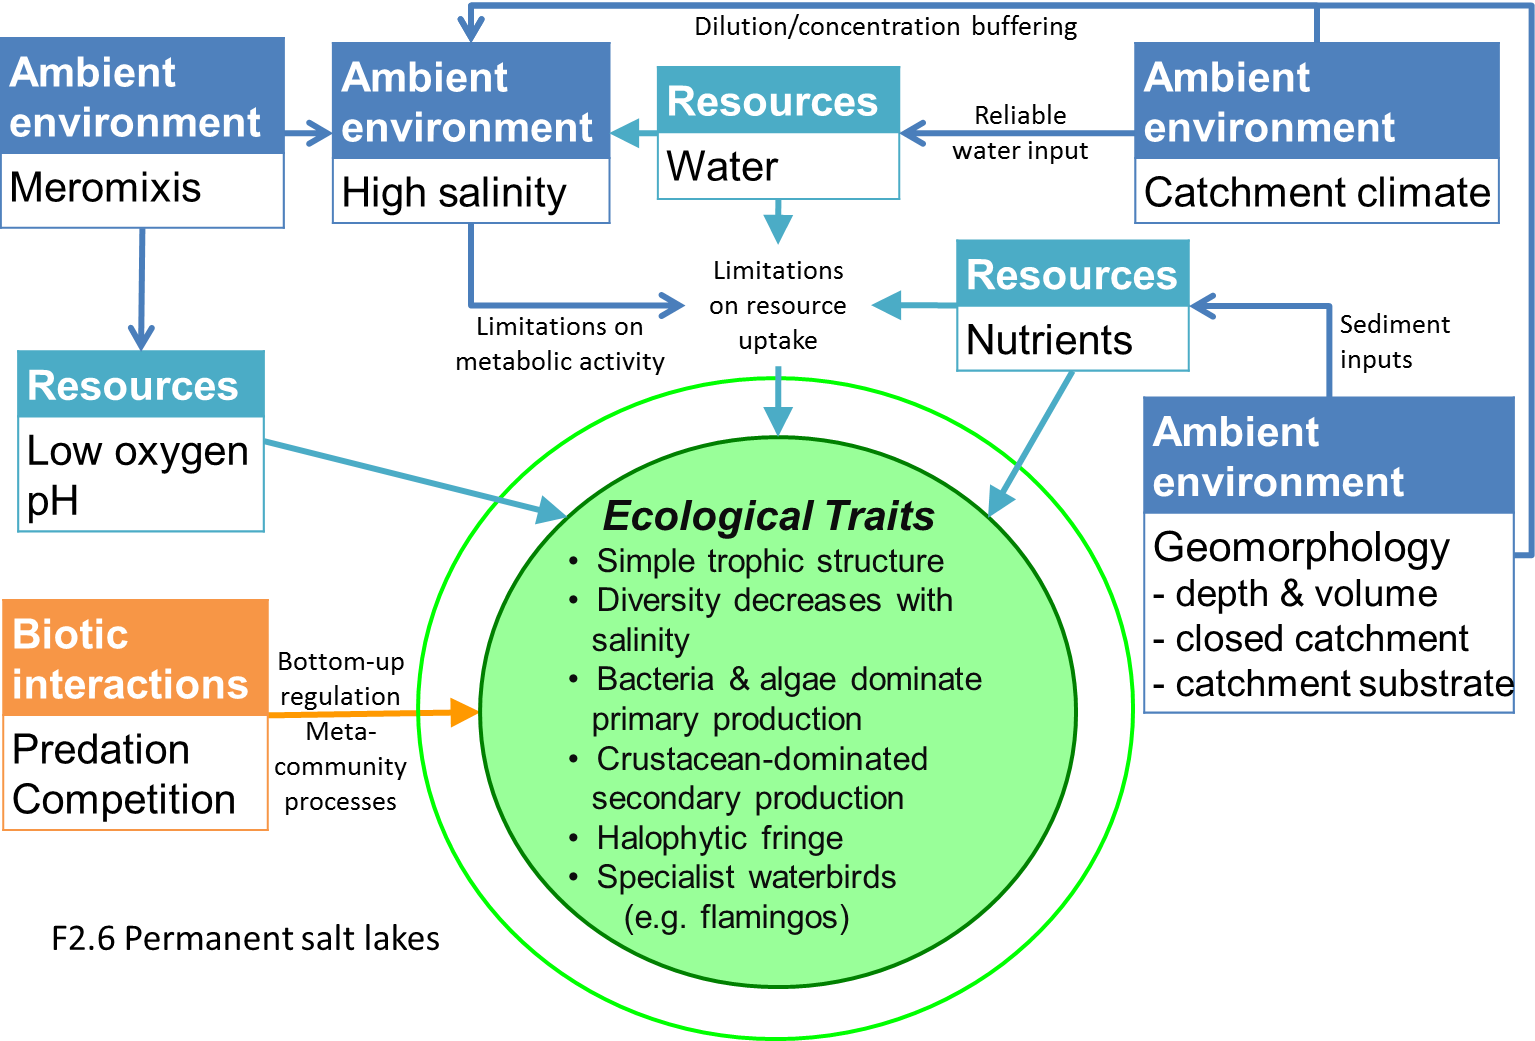 Dilution/concentration buffering
Ambient
environment
Meromixis
Ambient
environment
High salinity
Resources
Water
Reliable
water input
Ambient
environment
Catchment climate
Limitations
on resource
uptake
Limitations on
metabolic activity
Resources
Nutrients
Sediment
inputs
Resources
Low oxygen
pH
Ambient
environment
Geomorphology
- depth & volume
- closed catchment
- catchment substrate
Biotic
interactions
Predation
Competition
Bottom-up
regulation
Meta-
community
processes
Ecological Traits
• Simple trophic structure
• Diversity decreases with
salinity
• Bacteria & algae dominate
primary production
• Crustacean-dominated
secondary production
• Halophytic fringe
• Specialist waterbirds
(e.g. flamingos)
F2.6 Permanent salt lakes